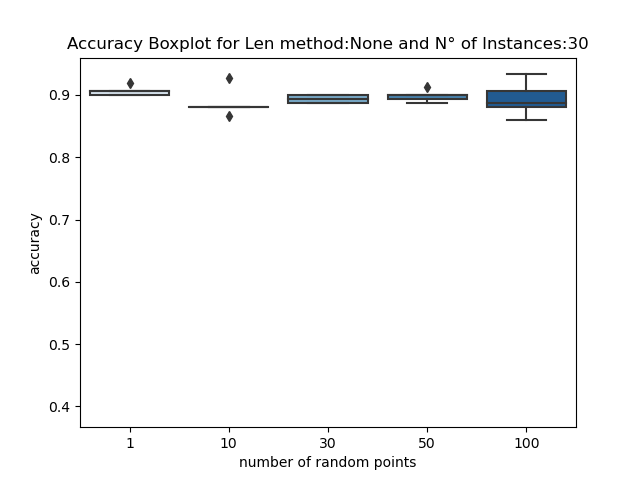 Accuracy Boxplot for Len method:None and N° of Instances:30
accuracy
0.9
0.8
0.7
0.6
0.5
0.4
1 10 30 50 100
number of random points